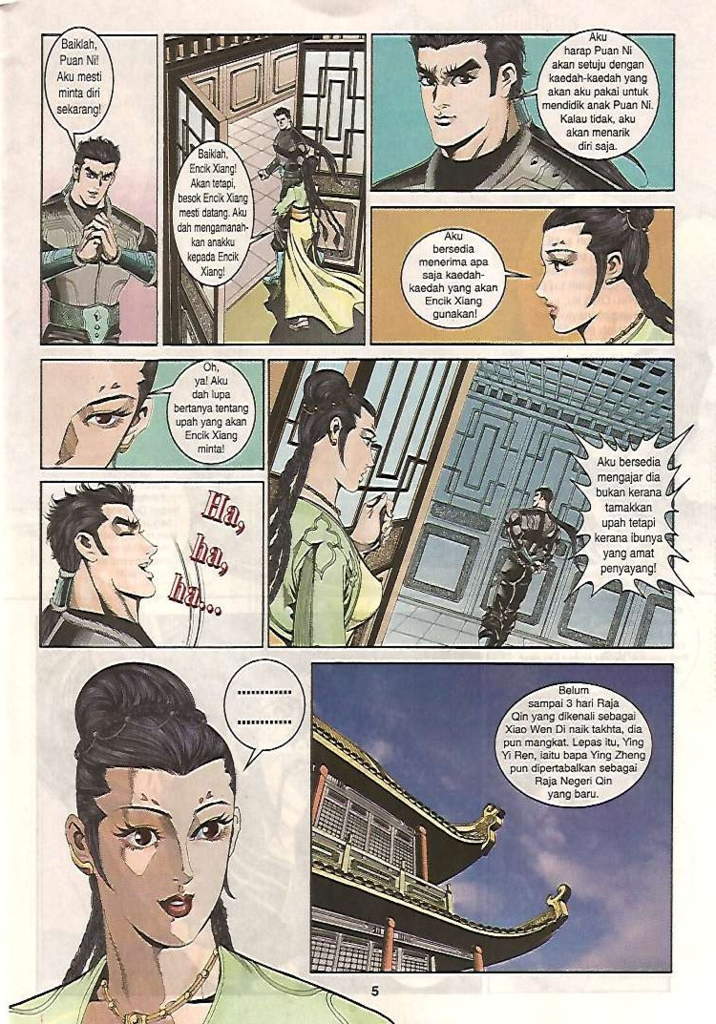 Baiklah,
Puan Ni!
Aku mesti
minta diri
sekarang!
Baiklah,
Encik Xiang!
Akan tetapi,
besok Encik Xiang
mesti datang. Aku
dah mengamanah-
kan anakku
kepada Encik
Xiang!
Aku
harap Puan Ni
akan setuju dengan
kaedah-kaedah yang
akan aku pakai untuk
mendidik anak Puan Ni.
Kalau tidak, aku
akan menarik
diri saja.
Aku
bersedia
menerima apa
saja kaedah-
kaedah yang akan
Encik Xiang
gunakan!
Oh,
ya! Aku
dah lupa
bertanya tentang
upah yang akan
Encik Xiang
minta!
Ha,
ha,
ha...
Aku bersedia
mengajar dia
bukan kerana
tamakkan
upah tetapi
kerana ibunya
yang amat
penyayang!
............
............
Belum
sampai 3 hari Raja
Qin yang dikenali sebagai
Xiao Wen Di naik takhta, dia
pun mangkat. Lepas itu, Ying
Yi Ren, iaitu bapa Ying Zheng
pun dipertabalkan sebagai
Raja Negeri Qin
yang baru.
5